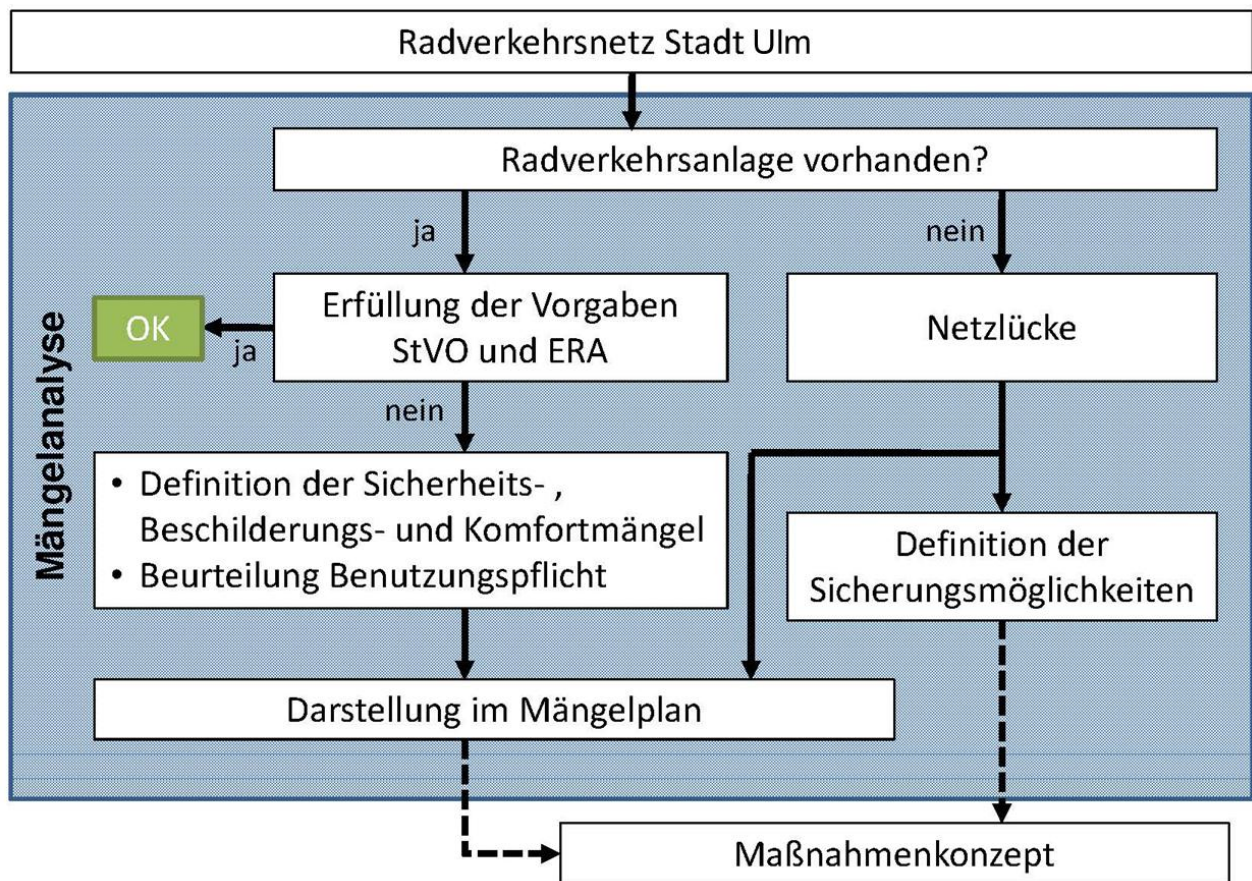 Radverkehrsnetz Stadt Ulm
Radverkehrsanlage vorhanden?
ja
nein
Erfüllung der Vorgaben
StVO und ERA
OK
ja
Netzlücke
nein
Mängelanalyse
• Definition der Sicherheits- ,
Beschilderungs- und Komfortmängel
• Beurteilung Benutzungspflicht
Definition der
Sicherungsmöglichkeiten
Darstellung im Mängelplan
Maßnahmenkonzept